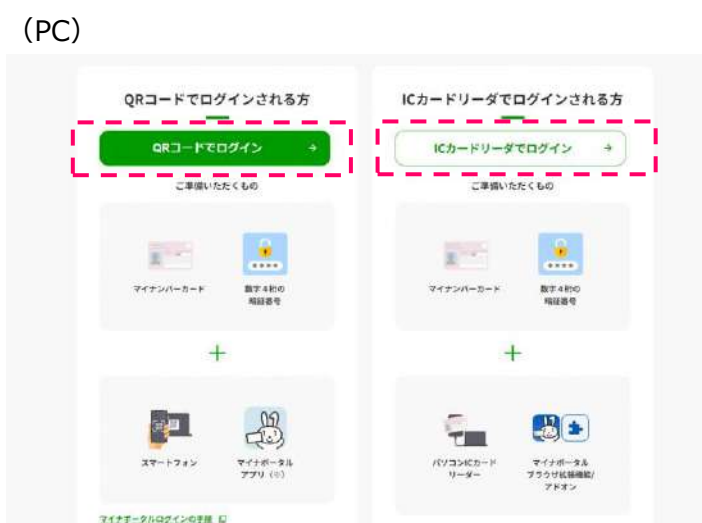 （PC）
QRコードでログインされる方
QRコードでログイン →
ご準備いただくもの
マイナンバーカード
数字4桁の
暗証番号
+
スマートフォン
マイナポータル
アプリ（※）
マイナポータルログインの手順
ICカードリーダでログインされる方
ICカードリーダでログイン →
ご準備いただくもの
マイナンバーカード
数字4桁の
暗証番号
+
パソコンICカード
リーダー
マイナポータル
ブラウザ拡張機能/
アドオン